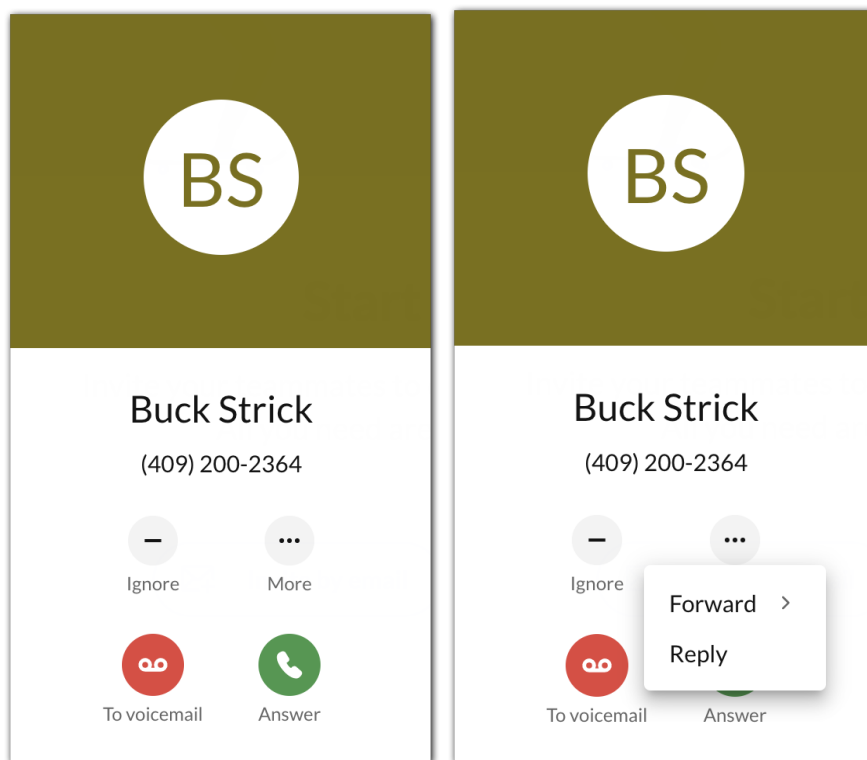 BS
Buck Strick
(409) 200-2364
Ignore
More
To voicemail
Answer
BS
Buck Strick
(409) 200-2364
Ignore
Forward
Reply
To voicemail
Answer